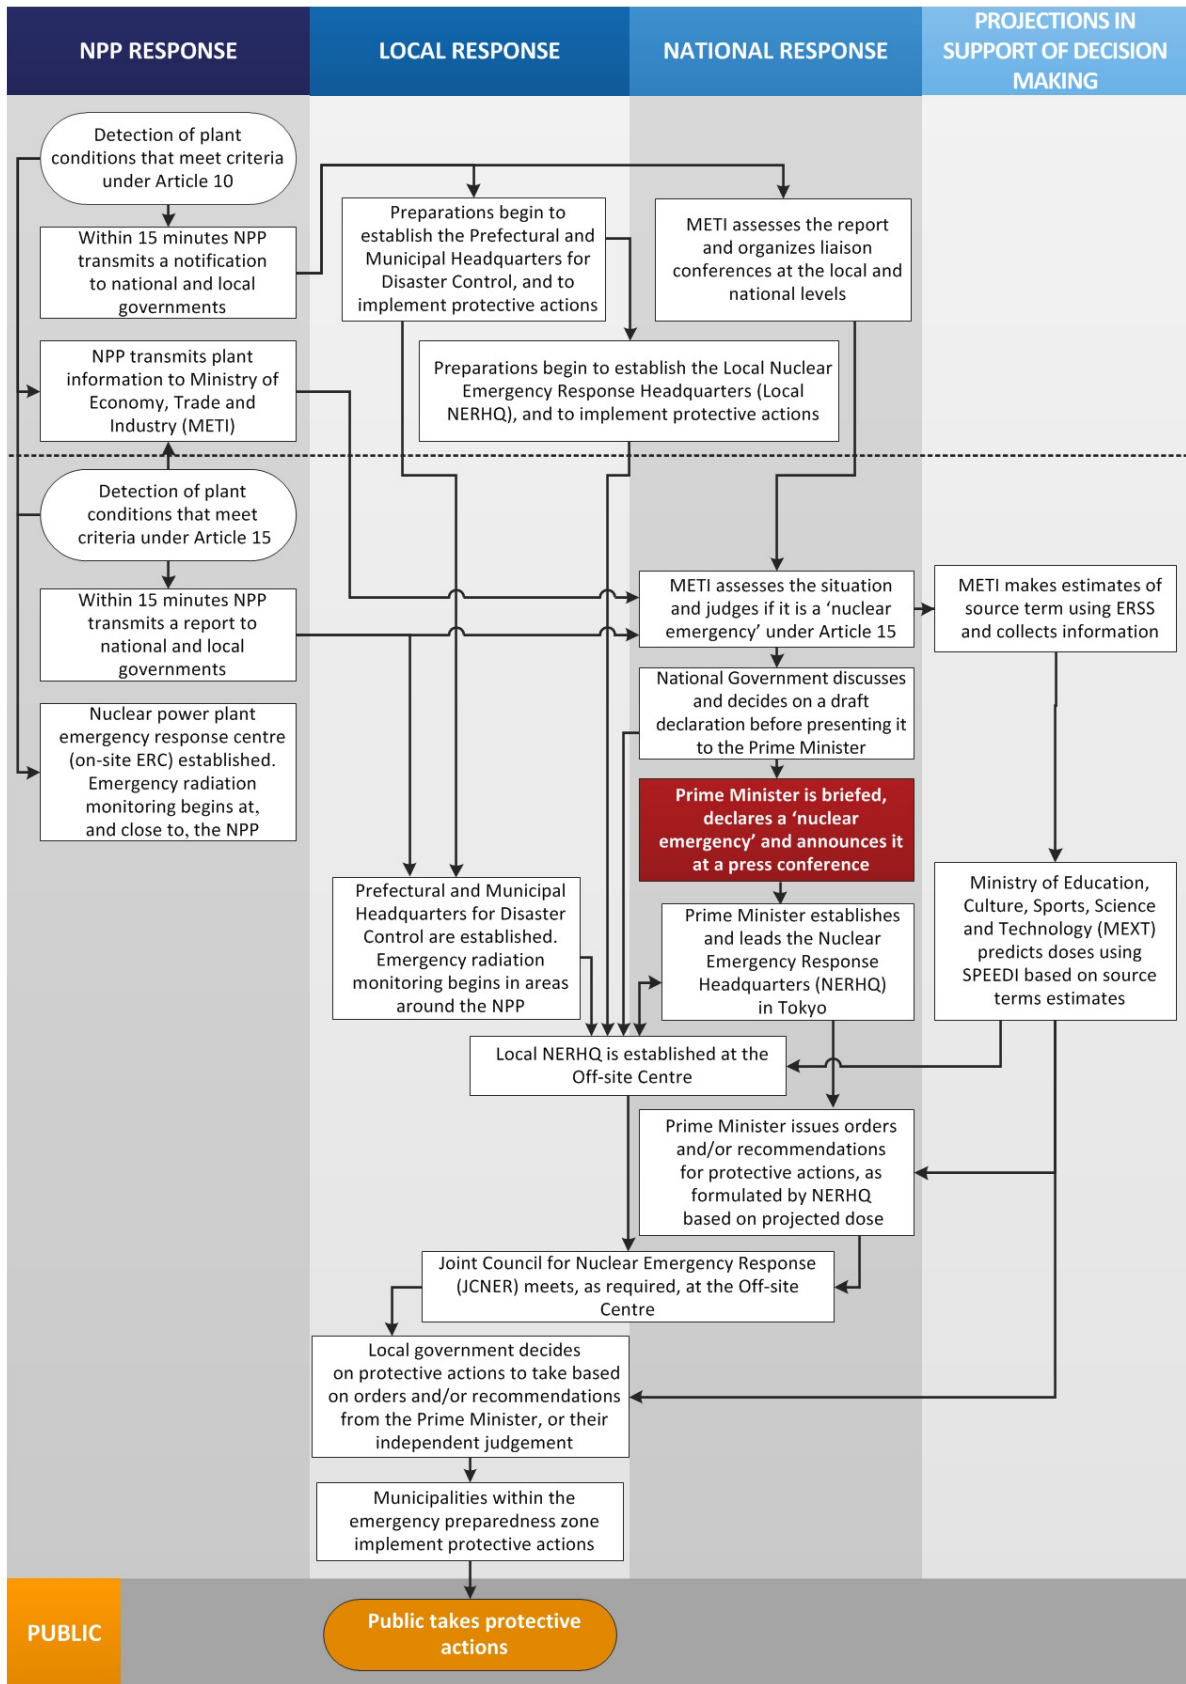 NPP RESPONSE
LOCAL RESPONSE
NATIONAL RESPONSE
PROJECTIONS IN
SUPPORT OF DECISION
MAKING
Detection of plant
conditions that meet criteria
under Article 10
Within 15 minutes NPP
transmits a notification
to national and local
governments
Preparations begin to
establish the Prefectural and
Municipal Headquarters for
Disaster Control, and to
implement protective actions
METI assesses the report
and organizes liaison
conferences at the local and
national levels
NPP transmits plant
information to Ministry of
Economy, Trade and
Industry (METI)
Preparations begin to establish the Local Nuclear
Emergency Response Headquarters (Local
NERHQ), and to implement protective actions
Detection of plant
conditions that meet
criteria under Article 15
Within 15 minutes NPP
transmits a report to
national and local
governments
METI assesses the situation
and judges if it is a ‘nuclear
emergency’ under Article 15
METI makes estimates of
source term using ERSS
and collects information
National Government discusses
and decides on a draft
declaration before presenting it
to the Prime Minister
Nuclear power plant
emergency response centre
(on-site ERC) established.
Emergency radiation
monitoring begins at,
and close to, the NPP
Prime Minister is briefed,
declares a ‘nuclear
emergency’ and announces it
at a press conference
Prefectural and Municipal
Headquarters for Disaster
Control are established.
Emergency radiation
monitoring begins in areas
around the NPP
Prime Minister establishes
and leads the Nuclear
Emergency Response
Headquarters (NERHQ)
in Tokyo
Ministry of Education,
Culture, Sports, Science
and Technology (MEXT)
predicts doses using
SPEEDI based on source
terms estimates
Local NERHQ is established at the
Off-site Centre
Prime Minister issues orders
and/or recommendations
for protective actions, as
formulated by NERHQ
based on projected dose
Joint Council for Nuclear Emergency Response
(JCNER) meets, as required, at the Off-site
Centre
Local government decides
on protective actions to take based
on orders and/or recommendations
from the Prime Minister, or their
independent judgement
Municipalities within the
emergency preparedness zone
implement protective actions
PUBLIC
Public takes protective
actions